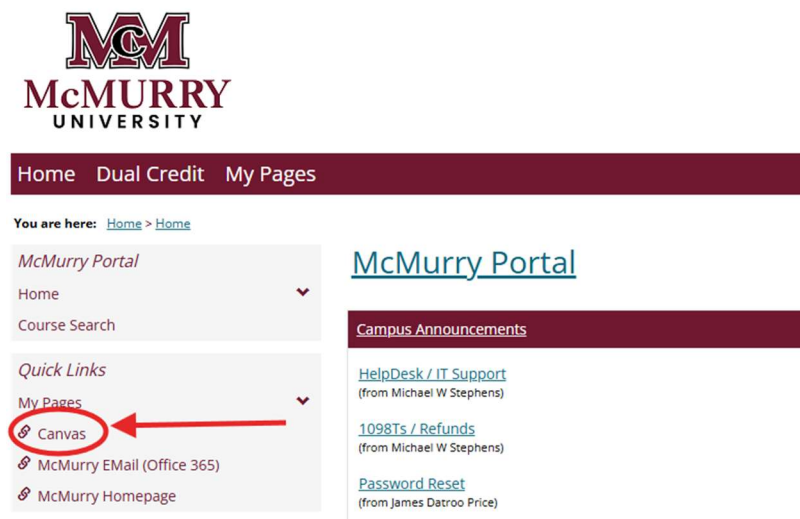 McM
McMURRY
UNIVERSITY
Home Dual Credit My Pages
You are here: Home > Home
McMurry Portal
Home
Course Search
Quick Links
My Pages
Canvas
McMurry EMail (Office 365)
McMurry Homepage
McMurry Portal
Campus Announcements
HelpDesk / IT Support
(from Michael W Stephens)
1098Ts / Refunds
(from Michael W Stephens)
Password Reset
(from James Datroo Price)